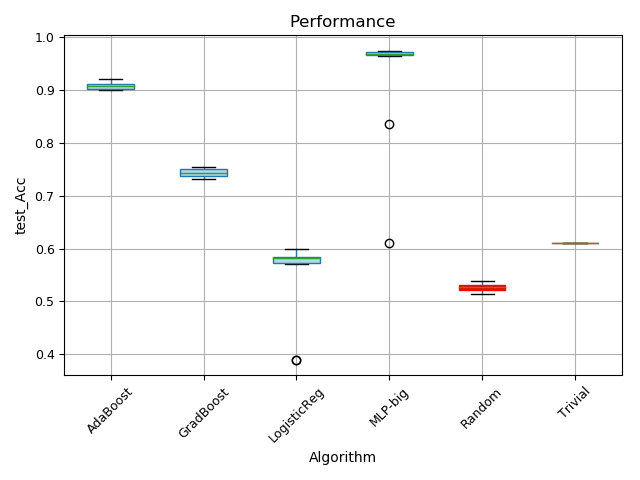 Performance
1.0
0.9
0.8
0.7
0.6
0.5
0.4
test_Acc
AdaBoost
GradBoost
LogisticReg
MLP-big
Random
Trivial
Algorithm